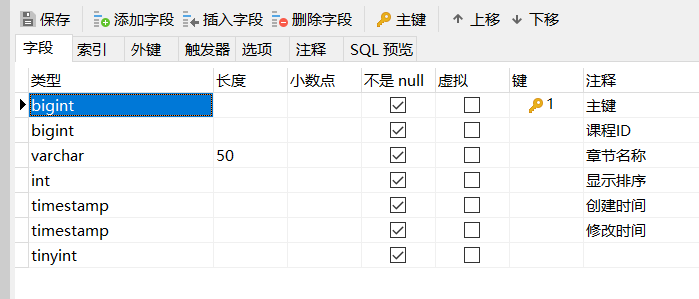 保存 添加字段 插入字段 删除字段 主键 上移 下移
字段 索引 外键 触发器 选项 注释 SQL 预览
类型 长度 小数点 不是 null 虚拟 键 注释
bigint 1 主键
bigint 课程ID
varchar 50 章节名称
int 显示排序
timestamp 创建时间
timestamp 修改时间
tinyint